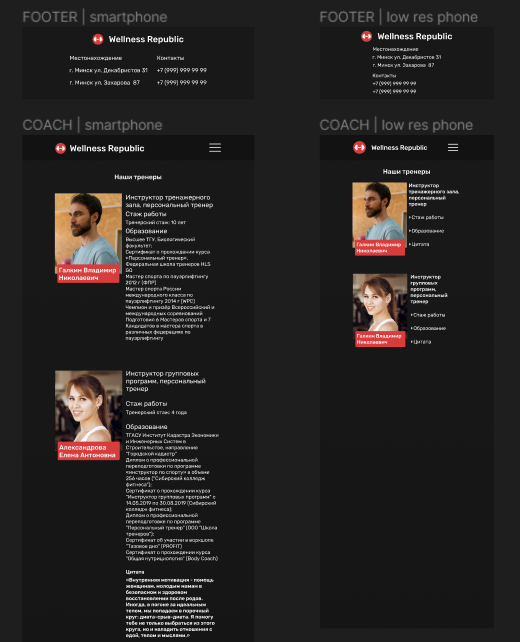 FOOTER | smartphone
Wellness Republic
Местонахождение
Контакты
г. Минск ул. Декабристов 31
+7 (999) 999 99 99
г. Минск ул. Захарова 87
+7 (999) 999 99 99
FOOTER | low res phone
Wellness Republic
Местонахождение
г. Минск ул. Декабристов 31
г. Минск ул. Захарова 87
Контакты
+7 (999) 999 99 99
+7 (999) 999 99 99
COACH | smartphone
Wellness Republic
Наши тренеры
Галкин Владимир
Николаевич
Инструктор тренажерного
зала, персональный тренер
Стаж работы
Тренерский стаж: 10 лет
Образование
Высшее ТГУ, Биологический
факультет;
Сертификат о прохождении курса
«Персональный тренер»,
Федеральная школа тренеров HLS
GO
Мастер спорта по пауэрлифтингу
2012 г (ФПР)
Мастер спорта России
международного класса по
пауэрлифтингу 2014 г (WPC)
Чемпион и призёр Всероссийский и
международных соревнований
Подготовил 6 Мастеров спорта и 7
Кандидатов в мастера спорта в
различных федерациях по
пауэрлифтингу
Александрова
Елена Антоновна
Инструктор групповых
программ, персональный
тренер
Стаж работы
Тренерский стаж: 4 года
Образование
ТГАСУ Институт Кадастра Экономики
и Инженерных Систем в
Строительстве, направление
"Городской кадастр"
Диплом о профессиональной
переподготовки по программе
«инструктор по спорту» в объеме
256 часов ("Сибирский колледж
фитнеса");
Сертификат о прохождении курса
"Инструктор групповых программ" с
14.05.2019 по 30.08.2019 (Сибирский
колледж фитнеса);
Диплом о профессиональной
переподготовке по программе
"Персональный тренер" (ООО "Школа
тренеров");
Сертификат об участии в воркшопе
"Тазовое дно" (PROFIT)
Сертификат о прохождении курса
"Общая нутрициология" (Body Coach)
Цитата
«Внутренняя мотивация - помощь
женщинам, молодым мамам в
безопасном и здоровом
восстановлении после родов.
Иногда, в погоне за идеальным
телом, мы попадаем в порочный
круг: диета-срыв-диета. Я помогу
тебе не только выбраться из этого
круга, но и наладить отношения с
едой, телом и мыслями.»
COACH | low res phone
Wellness Republic
Наши тренеры
Галкин Владимир
Николаевич
Инструктор
тренажерного зала,
персональный
тренер
Стаж работы
Образование
Цитата
Галкин Владимир
Николаевич
Инструктор
групповых
программ,
персональный
тренер
Стаж работы
Образование
Цитата